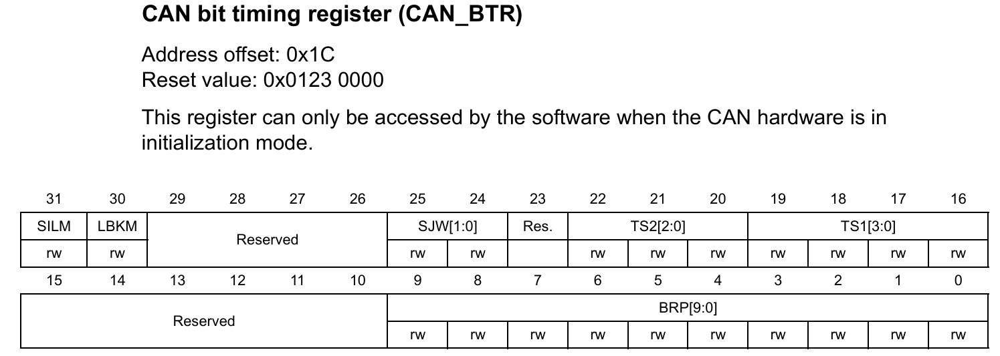 CAN bit timing register (CAN_BTR)
Address offset: 0x1C
Reset value: 0x0123 0000
This register can only be accessed by the software when the CAN hardware is in
initialization mode.
31 30 29 28 27 26 25 24 23 22 21 20 19 18 17 16
SILM LBKM Reserved SJW[1:0] Res. TS2[2:0] TS1[3:0]
rw rw rw rw rw rw rw rw rw rw rw
15 14 13 12 11 10 9 8 7 6 5 4 3 2 1 0
Reserved BRP[9:0]
rw rw rw rw rw rw rw rw rw rw